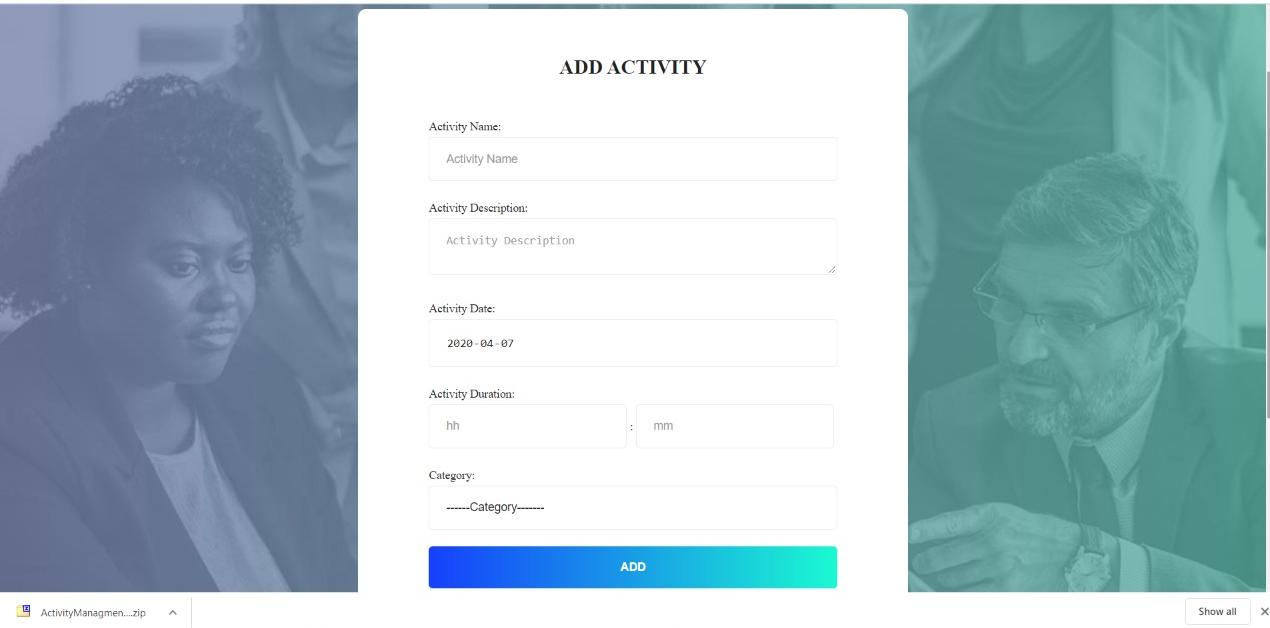 ADD ACTIVITY
Activity Name:
Activity Name
Activity Description:
Activity Description
Activity Date:
2020-04-07
Activity Duration:
hh : mm
Category:
------Category-------
ADD
ActivityManagmen....zip
Show all